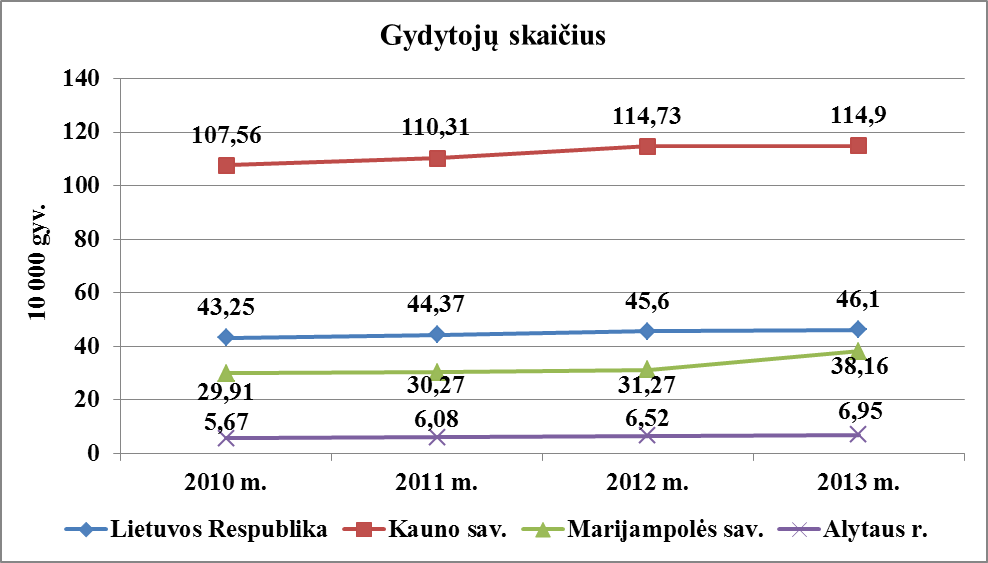 Gydytojų skaičius
10 000 gyv.
140
120
100
80
60
40
20
0
107,56 110,31 114,73 114,9
43,25 44,37 45,6 46,1
29,91 30,27 31,27 38,16
5,67 6,08 6,52 6,95
2010 m. 2011 m. 2012 m. 2013 m.
Lietuvos Respublika Kauno sav. Marijampolės sav. Alytaus r.